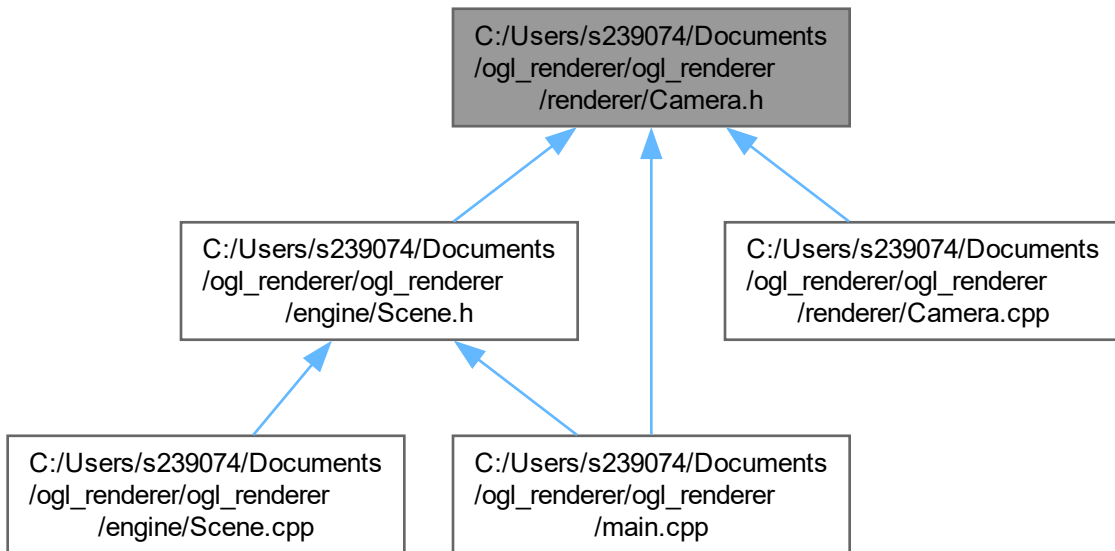 C:/Users/s239074/Documents
/ogl_renderer/ogl_renderer
/renderer/Camera.h
C:/Users/s239074/Documents
/ogl_renderer/ogl_renderer
/engine/Scene.h
C:/Users/s239074/Documents
/ogl_renderer/ogl_renderer
/renderer/Camera.cpp
C:/Users/s239074/Documents
/ogl_renderer/ogl_renderer
/engine/Scene.cpp
C:/Users/s239074/Documents
/ogl_renderer/ogl_renderer
/main.cpp